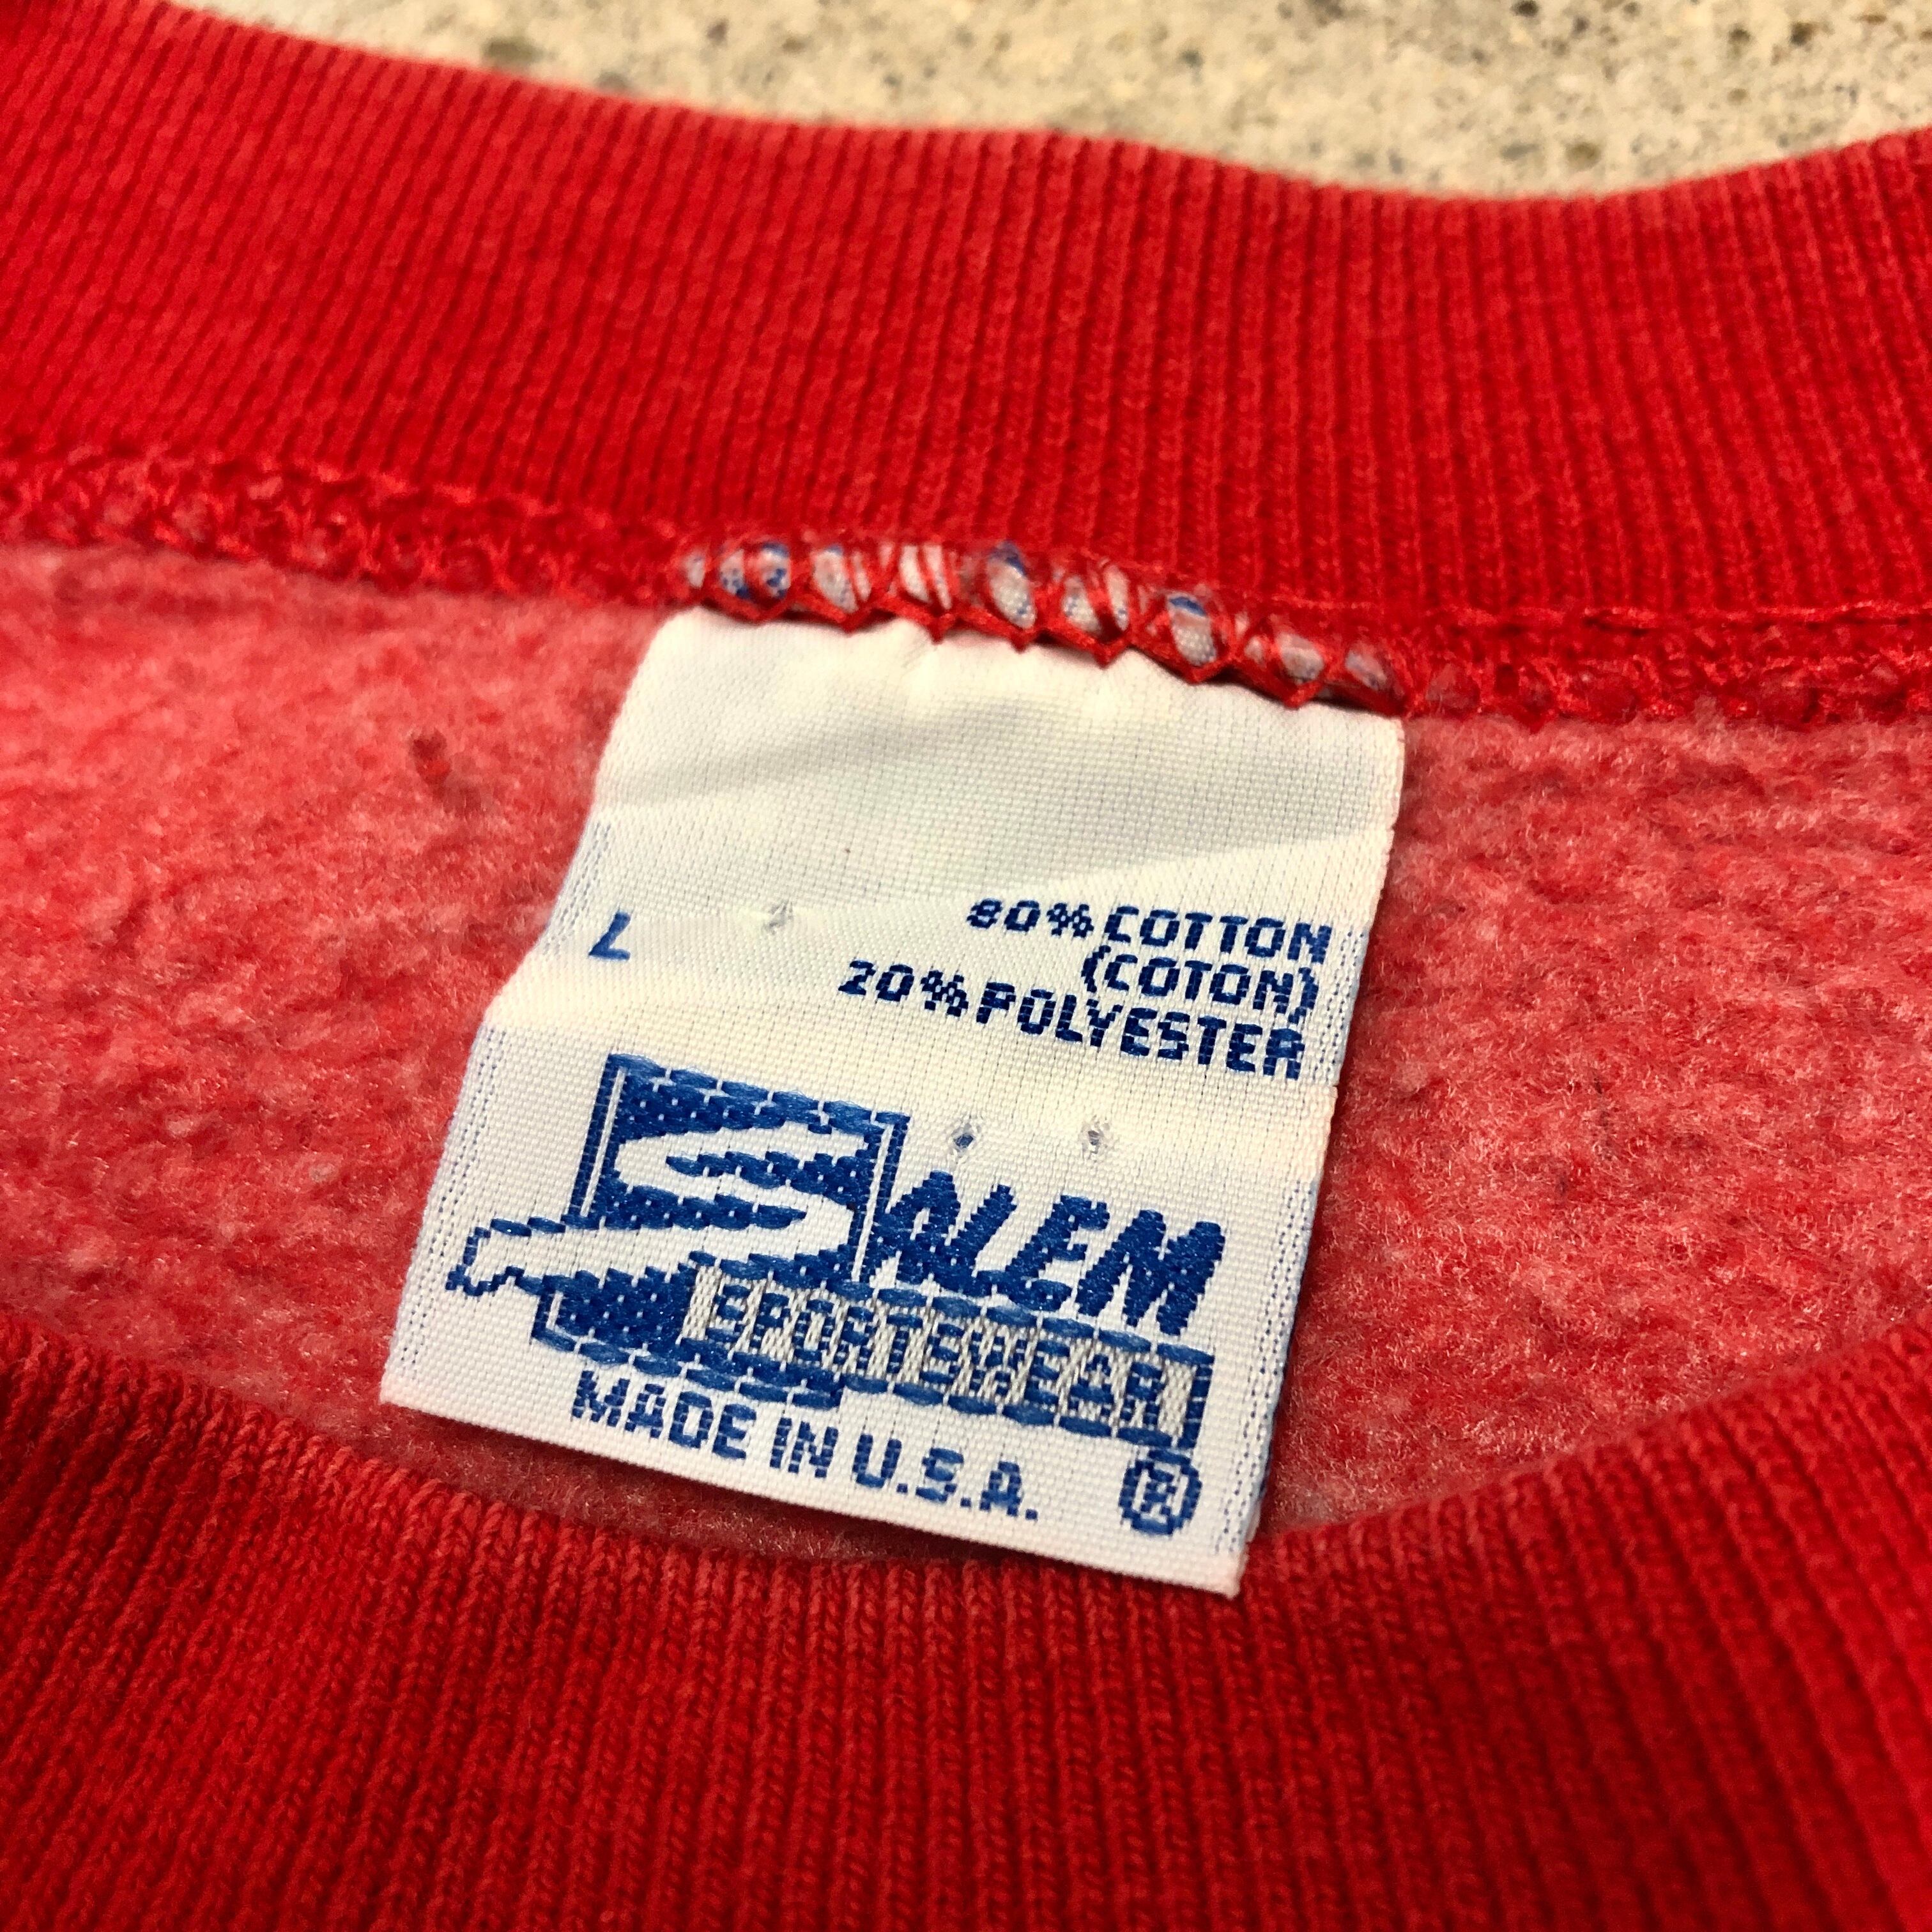 L
80% COTTON
(COTON)
20% POLYESTER
SALEM
SPORTSWEAR
MADE IN U.S.A.
®